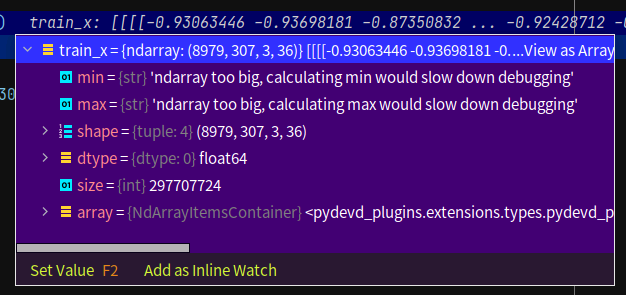 train_x: [[[[-0.93063446 -0.93698181 -0.87350832 ... -0.92428712 -0
train_x = {ndarray: (8979, 307, 3, 36)} [[[[-0.93063446 -0.93698181 -0....View as Array
min = {str} 'ndarray too big, calculating min would slow down debugging'
30
max = {str} 'ndarray too big, calculating max would slow down debugging'
shape = {tuple: 4} (8979, 307, 3, 36)
dtype = {dtype: 0} float64
size = {int} 297707724
array = {NdArrayItemsContainer} <pydevd_plugins.extensions.types.pydevd_p
Set Value F2 Add as Inline Watch